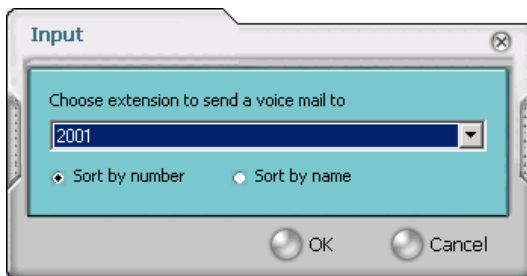 Input
Choose extension to send a voice mail to
2001
Sort by number Sort by name
OK Cancel